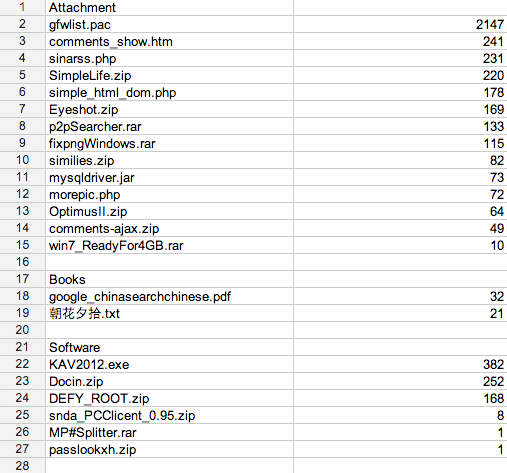 1 Attachment
2 gfwlist.pac 2147
3 comments_show.htm 241
4 sinarss.php 231
5 SimpleLife.zip 220
6 simple_html_dom.php 178
7 Eyeshot.zip 169
8 p2pSearcher.rar 133
9 fixpngWindows.rar 115
10 similies.zip 82
11 mysqldriver.jar 73
12 morepic.php 72
13 OptimusII.zip 64
14 comments-ajax.zip 49
15 win7_ReadyFor4GB.rar 10
16
17 Books
18 google_chinasearchchinese.pdf 32
19 朝花夕拾.txt 21
20
21 Software
22 KAV2012.exe 382
23 Docin.zip 252
24 DEFY_ROOT.zip 168
25 snda_PCClicent_0.95.zip 8
26 MP#Splitter.rar 1
27 passlookxh.zip 1
28